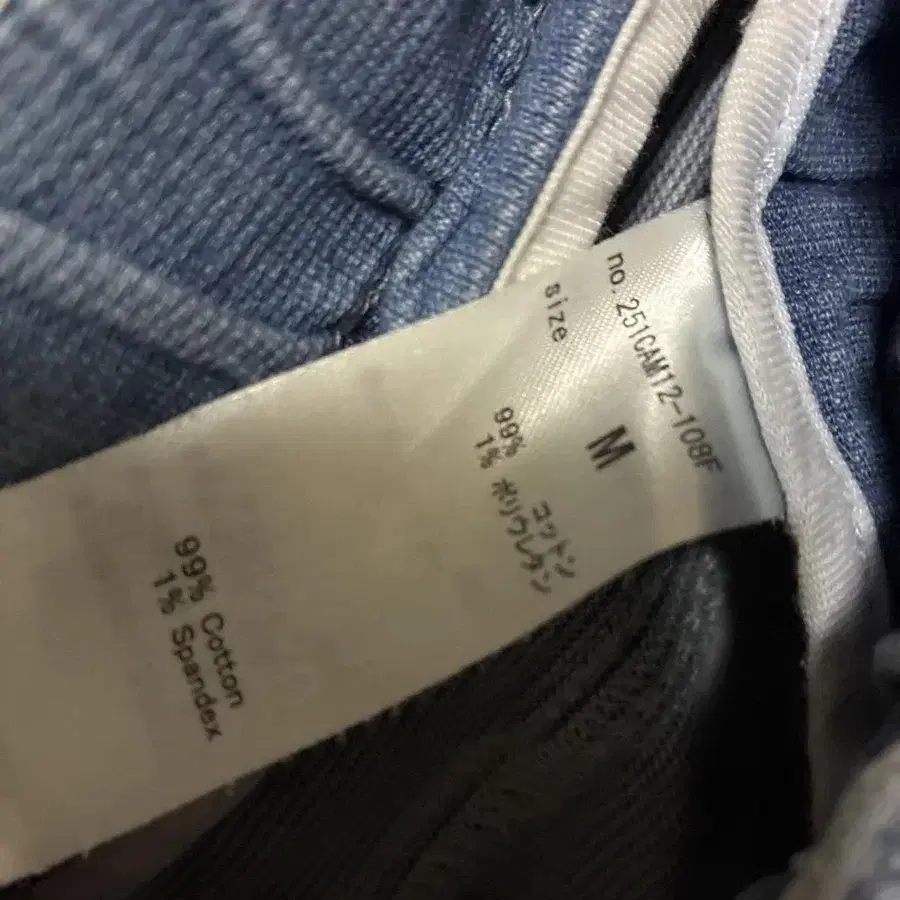 no. 251CAM12-108F
size M
99% コットン
1% ポリウレタン
99% Cotton
1% Spandex